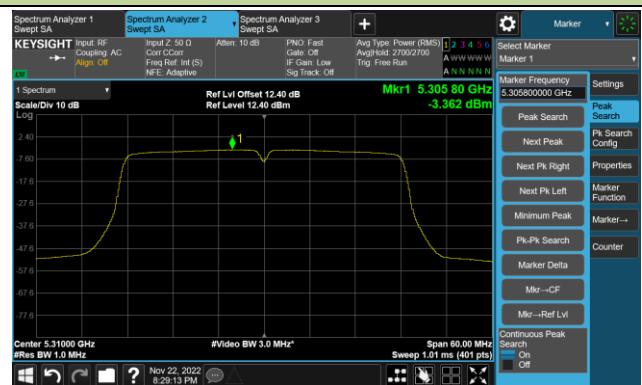 Spectrum Analyzer 1
Swept SA
Spectrum Analyzer 2
Swept SA
Spectrum Analyzer 3
Swept SA
+
Marker
KEYSIGHT
Input: RF
Coupling: AC
Align: Off
Input Z: 50 Ω
Corr CCorr
Freq Ref: Int (S)
NFE: Adaptive
Atten: 10 dB
PNO: Fast
Gate: Off
IF Gain: Low
Sig Track: Off
Avg Type: Power (RMS)
Avg|Hold: 2700/2700
Trig: Free Run
1 2 3 4 5 6
A W W W W W
A N N N N N
Select Marker
Marker 1
1 Spectrum
Scale/Div 10 dB
Log
Ref Lvl Offset 12.40 dB
Ref Level 12.40 dBm
Mkr1 5.305 80 GHz
-3.362 dBm
1
2.40
-7.60
-17.6
-27.6
-37.6
-47.6
-57.6
-67.6
-77.6
Center 5.31000 GHz
#Res BW 1.0 MHz
#Video BW 3.0 MHz*
Span 60.00 MHz
Sweep 1.01 ms (401 pts)
Marker Frequency
5.305800000 GHz
Peak Search
Next Peak
Next Pk Right
Next Pk Left
Minimum Peak
Pk-Pk Search
Marker Delta
Mkr→CF
Mkr→Ref Lvl
Continuous Peak
Search
On
Off
Settings
Peak
Search
Pk Search
Config
Properties
Marker
Function
Marker→
Counter
?
Nov 22, 2022
8:29:13 PM